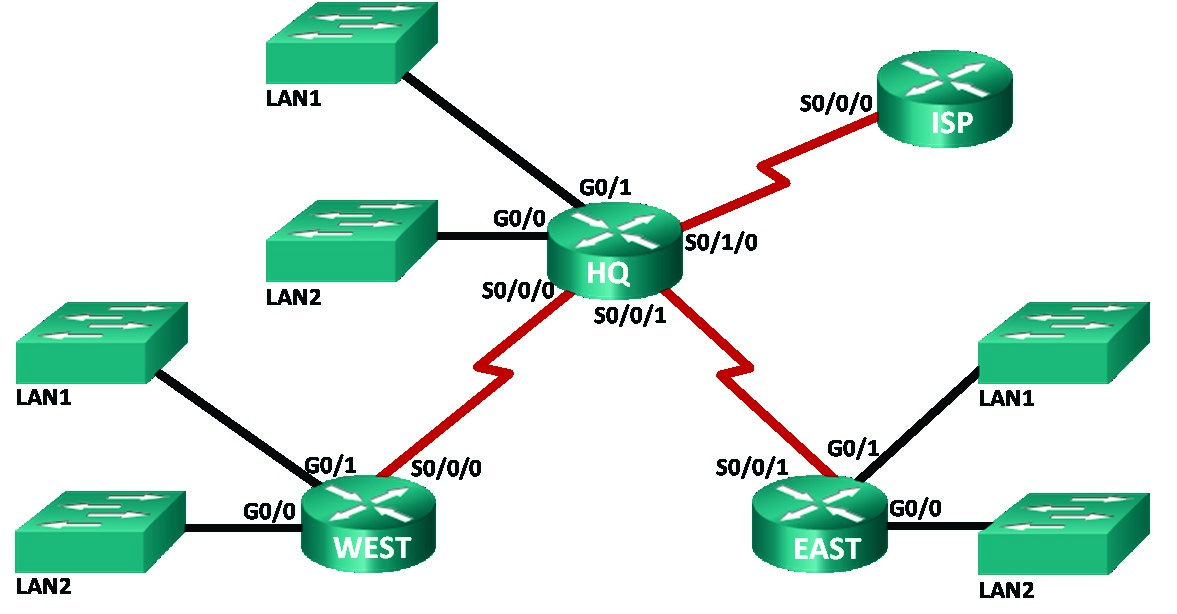 LAN1
S0/0/0
ISP
G0/1
G0/0
S0/1/0
HQ
LAN2
S0/0/0
S0/0/1
LAN1
LAN1
G0/1
S0/0/0
S0/0/1
G0/1
G0/0
G0/0
WEST
EAST
LAN2
LAN2